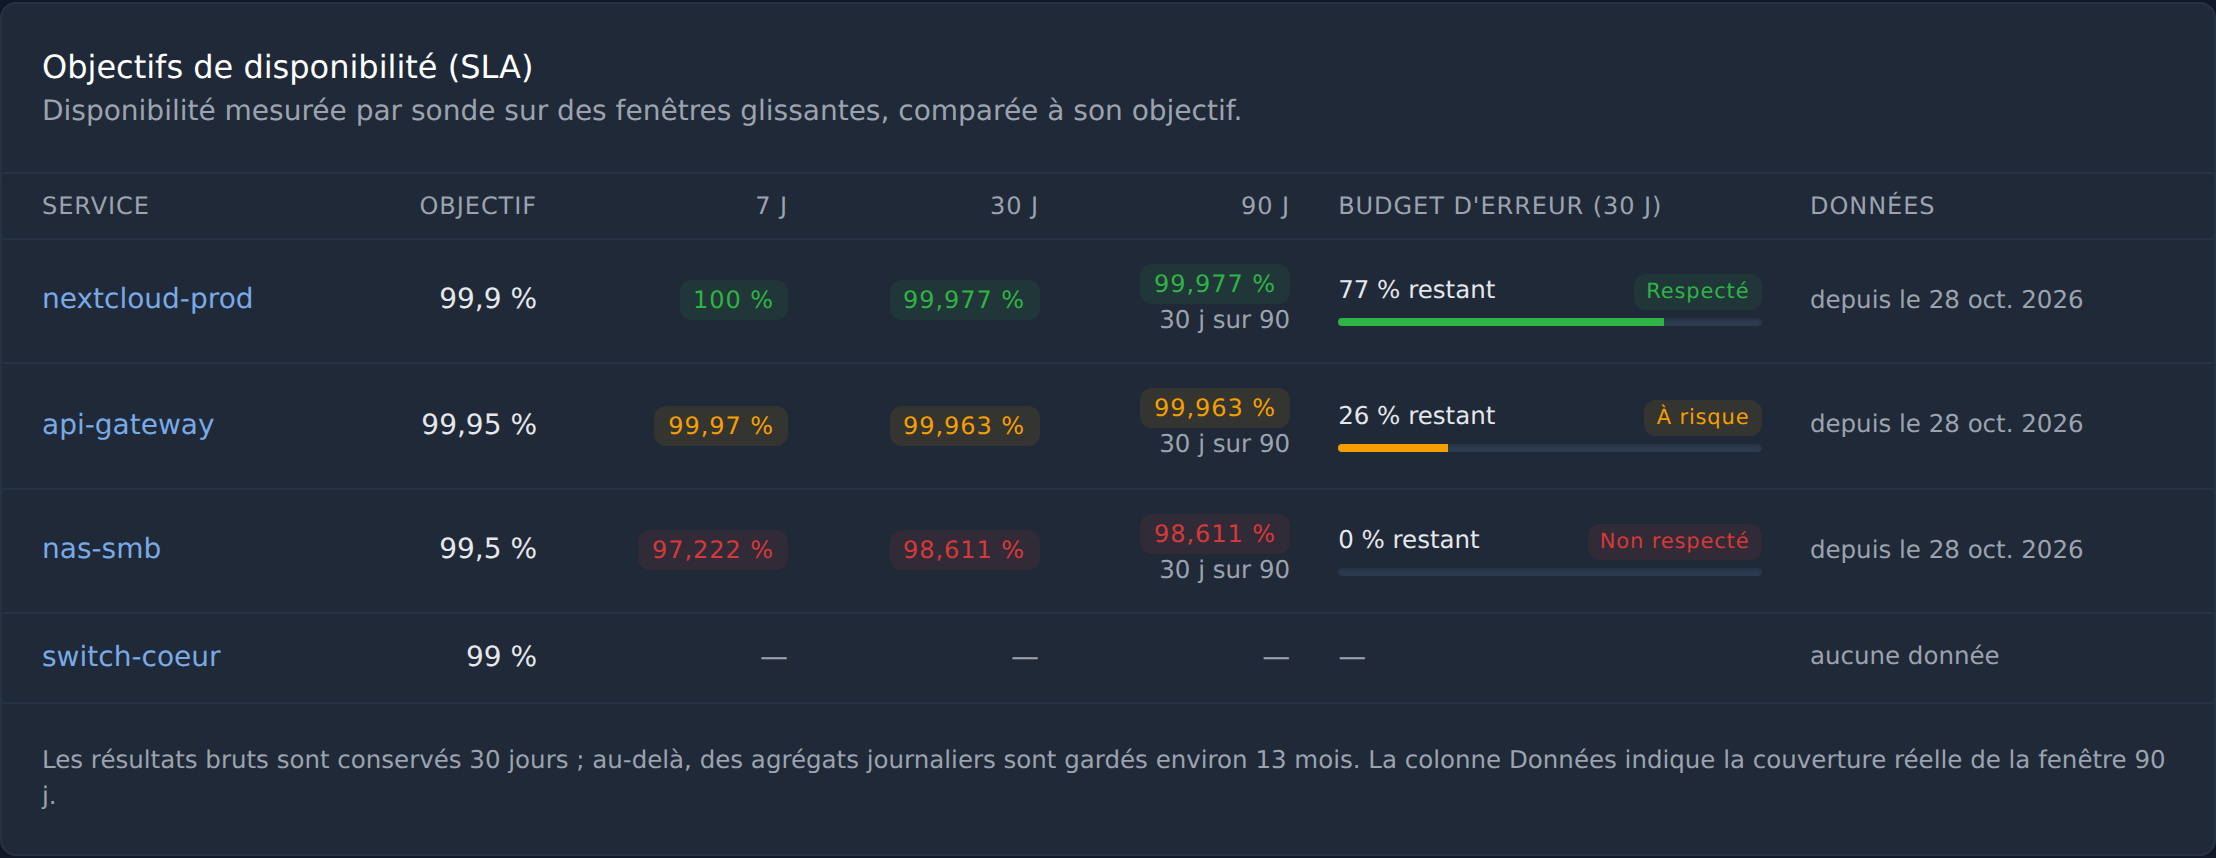 Objectifs de disponibilité (SLA)
Disponibilité mesurée par sonde sur des fenêtres glissantes, comparée à son objectif.
SERVICE OBJECTIF 7 J 30 J 90 J BUDGET D'ERREUR (30 J) DONNÉES
nextcloud-prod 99,9 % 100 % 99,977 % 99,977 % 77 % restant Respecté depuis le 28 oct. 2026
30 j sur 90
api-gateway 99,95 % 99,97 % 99,963 % 99,963 % 26 % restant À risque depuis le 28 oct. 2026
30 j sur 90
nas-smb 99,5 % 97,222 % 98,611 % 98,611 % 0 % restant Non respecté depuis le 28 oct. 2026
30 j sur 90
switch-coeur 99 % — — — — aucune donnée
Les résultats bruts sont conservés 30 jours ; au-delà, des agrégats journaliers sont gardés environ 13 mois. La colonne Données indique la couverture réelle de la fenêtre 90
j.